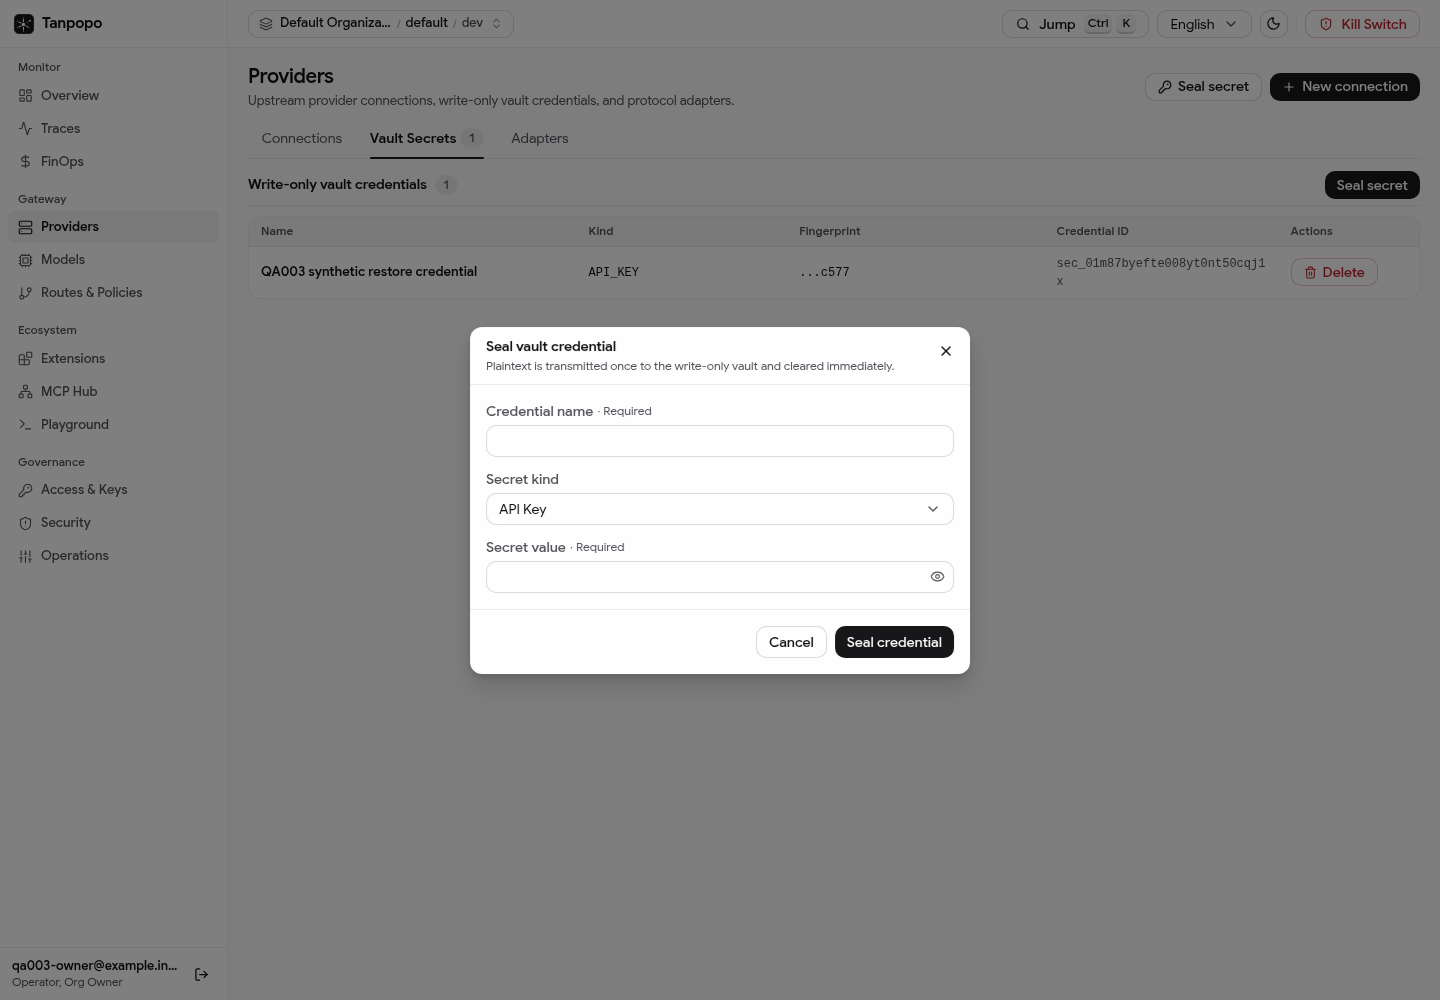 Tanpopo
Default Organiza... / default / dev
Jump Ctrl K
English
Kill Switch
Monitor
Overview
Traces
FinOps
Gateway
Providers
Models
Routes & Policies
Ecosystem
Extensions
MCP Hub
Playground
Governance
Access & Keys
Security
Operations
qa003-owner@example.in...
Operator, Org Owner
Providers
Upstream provider connections, write-only vault credentials, and protocol adapters.
Seal secret
New connection
Connections
Vault Secrets 1
Adapters
Write-only vault credentials 1
Seal secret
Name Kind Fingerprint Credential ID Actions
QA003 synthetic restore credential API_KEY ...c577 sec_01m87byefte008yt0nt50cqj1
x
Delete
Seal vault credential
Plaintext is transmitted once to the write-only vault and cleared immediately.
Credential name · Required
Secret kind
API Key
Secret value · Required
Cancel
Seal credential